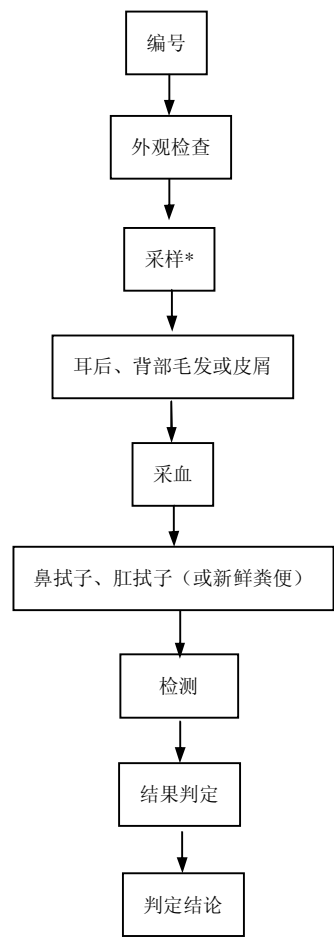 编号
外观检查
采样*
耳后、背部毛发或皮屑
采血
鼻拭子、肛拭子（或新鲜粪便）
检测
结果判定
判定结论